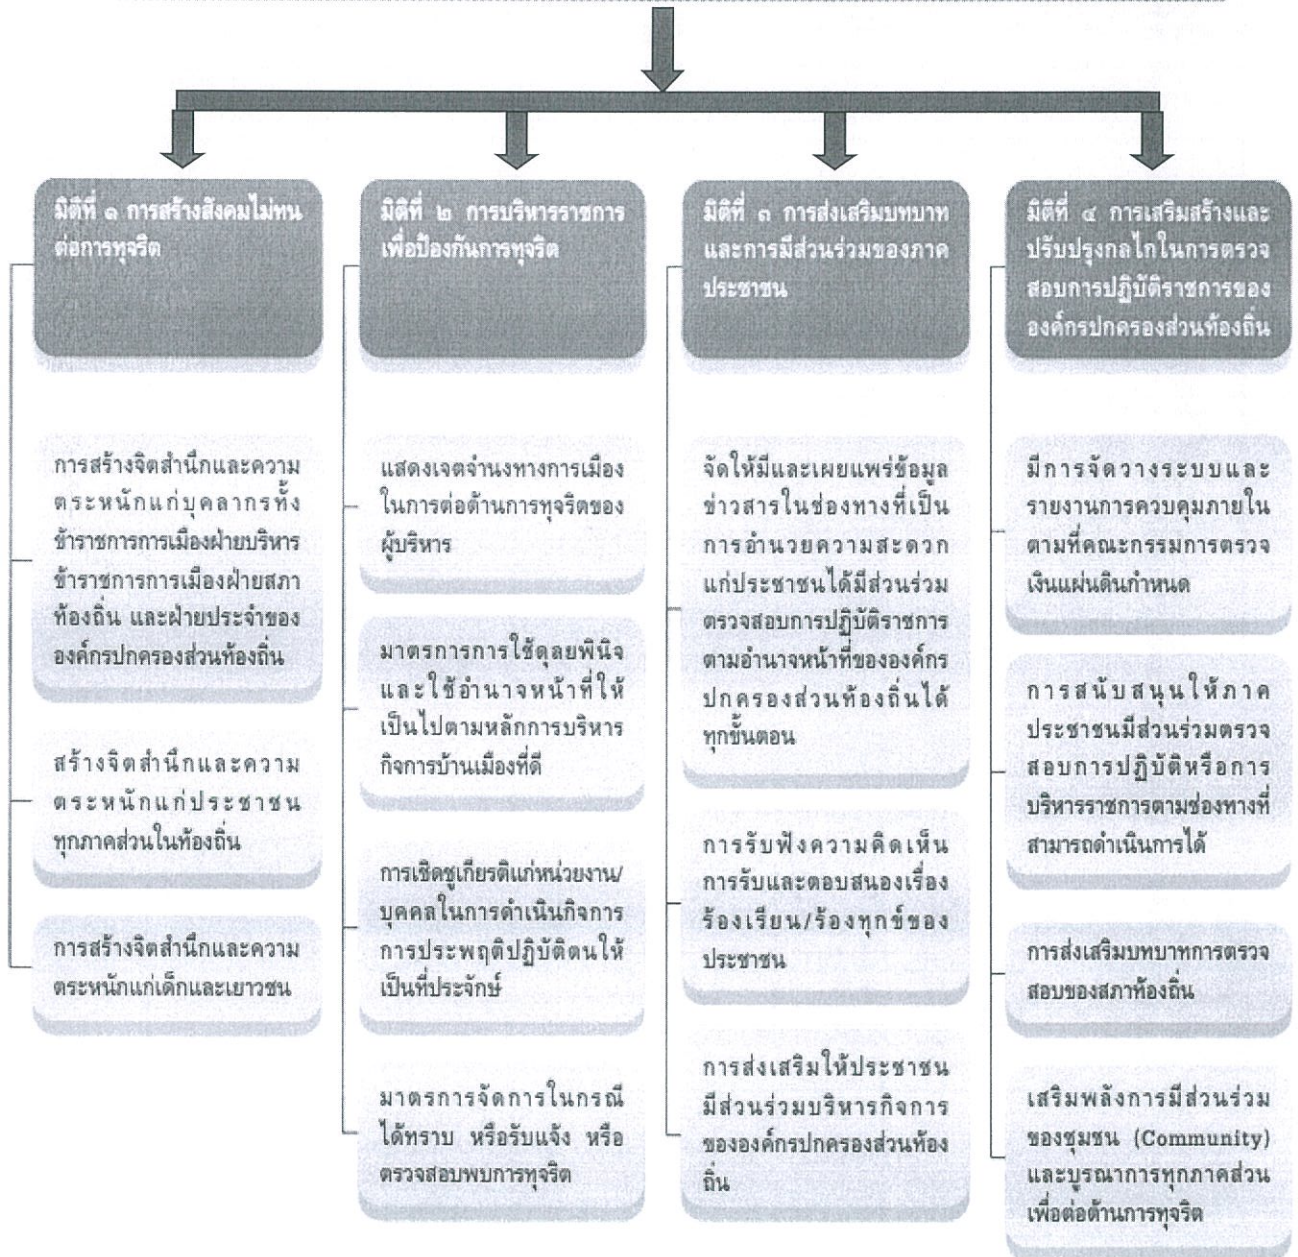 มิติที่ ๑ การสร้างสังคมไม่ทน
ต่อการทุจริต
การสร้างจิตสำนึกและความ
ตระหนักแก่บุคลากรทั้ง
ข้าราชการการเมืองฝ่ายบริหาร
ข้าราชการการเมืองฝ่ายสภา
ท้องถิ่น และฝ่ายประจำของ
องค์กรปกครองส่วนท้องถิ่น
สร้างจิตสำนึกและความ
ตระหนักแก่ประชาชน
ทุกภาคส่วนในท้องถิ่น
การสร้างจิตสำนึกและความ
ตระหนักแก่เด็กและเยาวชน
มิติที่ ๒ การบริหารราชการ
เพื่อป้องกันการทุจริต
แสดงเจตจำนงทางการเมือง
ในการต่อต้านการทุจริตของ
ผู้บริหาร
มาตรการการใช้ดุลยพินิจ
และใช้อำนาจหน้าที่ให้
เป็นไปตามหลักการบริหาร
กิจการบ้านเมืองที่ดี
การเชิดชูเกียรติแก่หน่วยงาน/
บุคคลในการดำเนินกิจการ
การประพฤติปฏิบัติตนให้
เป็นที่ประจักษ์
มาตรการจัดการในกรณี
ได้ทราบ หรือรับแจ้ง หรือ
ตรวจสอบพบการทุจริต
มิติที่ ๓ การส่งเสริมบทบาท
และการมีส่วนร่วมของภาค
ประชาชน
จัดให้มีและเผยแพร่ข้อมูล
ข่าวสารในช่องทางที่เป็น
การอำนวยความสะดวก
แก่ประชาชนได้มีส่วนร่วม
ตรวจสอบการปฏิบัติราชการ
ตามอำนาจหน้าที่ขององค์กร
ปกครองส่วนท้องถิ่นได้
ทุกขั้นตอน
การรับฟังความคิดเห็น
การรับและตอบสนองเรื่อง
ร้องเรียน/ร้องทุกข์ของ
ประชาชน
การส่งเสริมให้ประชาชน
มีส่วนร่วมบริหารกิจการ
ขององค์กรปกครองส่วนท้อง
ถิ่น
มิติที่ ๔ การเสริมสร้างและ
ปรับปรุงกลไกในการตรวจ
สอบการปฏิบัติราชการของ
องค์กรปกครองส่วนท้องถิ่น
มีการจัดวางระบบและ
รายงานการควบคุมภายใน
ตามที่คณะกรรมการตรวจ
เงินแผ่นดินกำหนด
การสนับสนุนให้ภาค
ประชาชนมีส่วนร่วมตรวจ
สอบการปฏิบัติหรือการ
บริหารราชการตามช่องทางที่
สามารถดำเนินการได้
การส่งเสริมบทบาทการตรวจ
สอบของสภาท้องถิ่น
เสริมพลังการมีส่วนร่วม
ของชุมชน (Community)
และบูรณาการทุกภาคส่วน
เพื่อต่อต้านการทุจริต